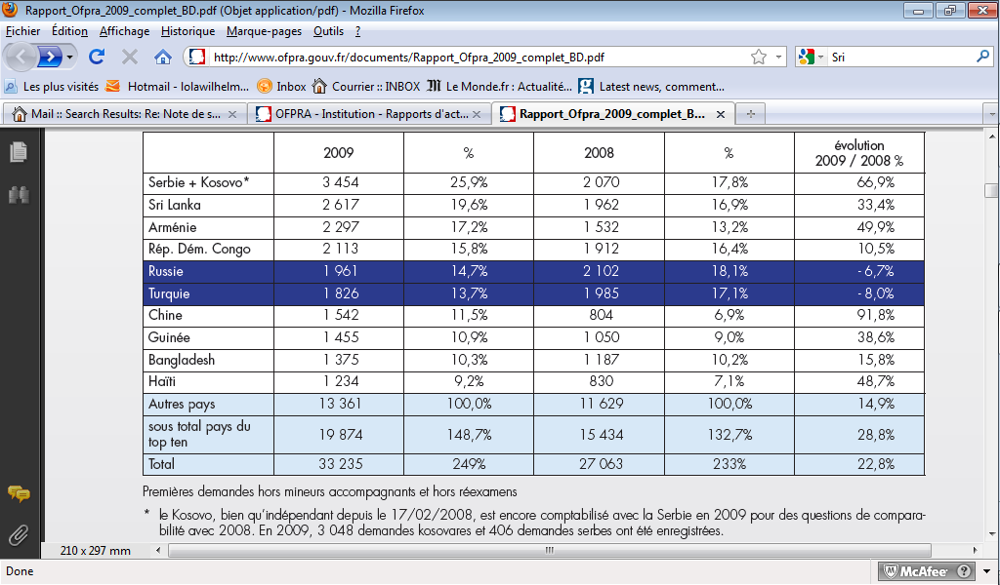 Rapport_Ofpra_2009_complet_BD.pdf (Objet application/pdf) - Mozilla Firefox
Fichier Édition Affichage Historique Marque-pages Outils ?
http://www.ofpra.gouv.fr/documents/Rapport_Ofpra_2009_complet_BD.pdf Sri
Les plus visités Hotmail - lolawilhelm... Inbox Courrier :: INBOX M Le Monde.fr : Actualité... g Latest news, comment...
Mail :: Search Results: Re: Note de s... OFPRA - Institution - Rapports d'act... Rapport_Ofpra_2009_complet_B...
2009 % 2008 % évolution
2009 / 2008 %
Serbie + Kosovo* 3 454 25,9% 2 070 17,8% 66,9%
Sri Lanka 2 617 19,6% 1 962 16,9% 33,4%
Arménie 2 297 17,2% 1 532 13,2% 49,9%
Rép. Dém. Congo 2 113 15,8% 1 912 16,4% 10,5%
Russie 1 961 14,7% 2 102 18,1% - 6,7%
Turquie 1 826 13,7% 1 985 17,1% - 8,0%
Chine 1 542 11,5% 804 6,9% 91,8%
Guinée 1 455 10,9% 1 050 9,0% 38,6%
Bangladesh 1 375 10,3% 1 187 10,2% 15,8%
Haïti 1 234 9,2% 830 7,1% 48,7%
Autres pays 13 361 100,0% 11 629 100,0% 14,9%
sous total pays du
top ten 19 874 148,7% 15 434 132,7% 28,8%
Total 33 235 249% 27 063 233% 22,8%
Premières demandes hors mineurs accompagnants et hors réexamens
* le Kosovo, bien qu'indépendant depuis le 17/02/2008, est encore comptabilisé avec la Serbie en 2009 pour des questions de compara-
bilité avec 2008. En 2009, 3 048 demandes kosovares et 406 demandes serbes ont été enregistrées.
210 x 297 mm
Done McAfee ?